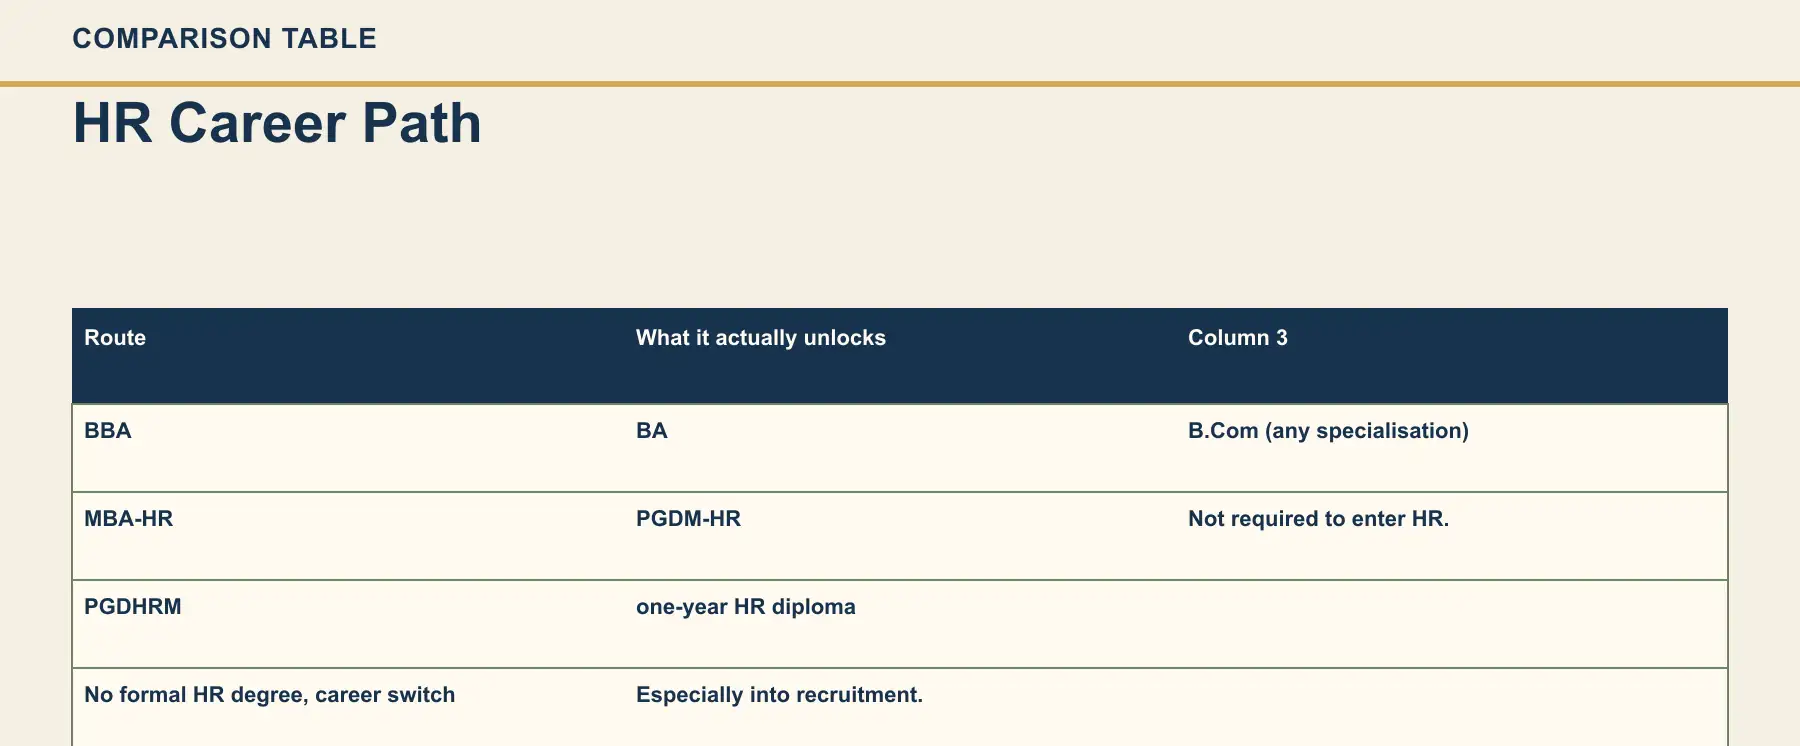 COMPARISON TABLE
HR Career Path
Route What it actually unlocks Column 3
BBA BA B.Com (any specialisation)
MBA-HR PGDM-HR Not required to enter HR.
PGDHRM one-year HR diploma
No formal HR degree, career switch Especially into recruitment.